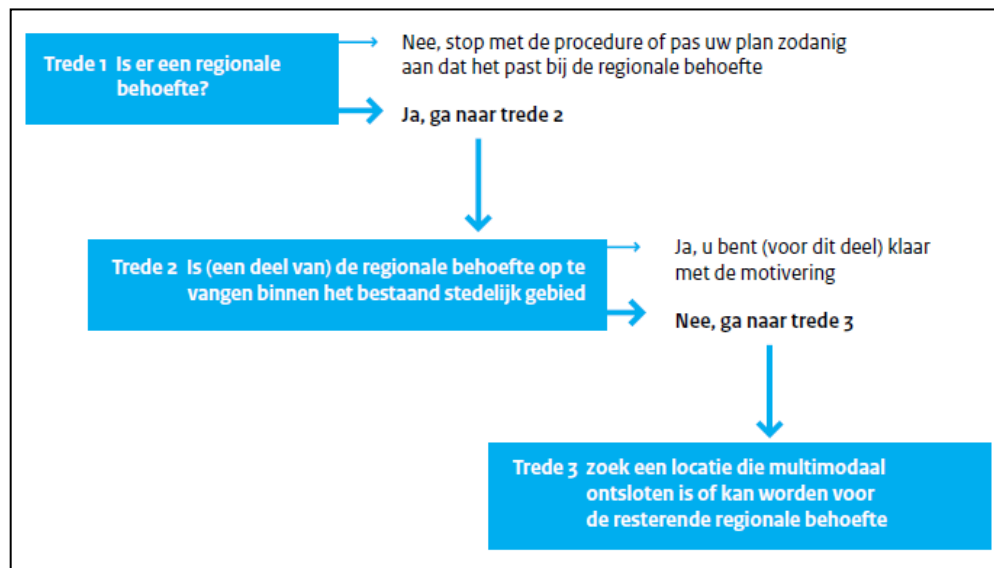 Trede 1 Is er een regionale
behoefte?
Nee, stop met de procedure of pas uw plan zodanig
aan dat het past bij de regionale behoefte
Ja, ga naar trede 2
Trede 2 Is (een deel van) de regionale behoefte op te
vangen binnen het bestaand stedelijk gebied
Ja, u bent (voor dit deel) klaar
met de motivering
Nee, ga naar trede 3
Trede 3 zoek een locatie die multimodaal
ontsloten is of kan worden voor
de resterende regionale behoefte